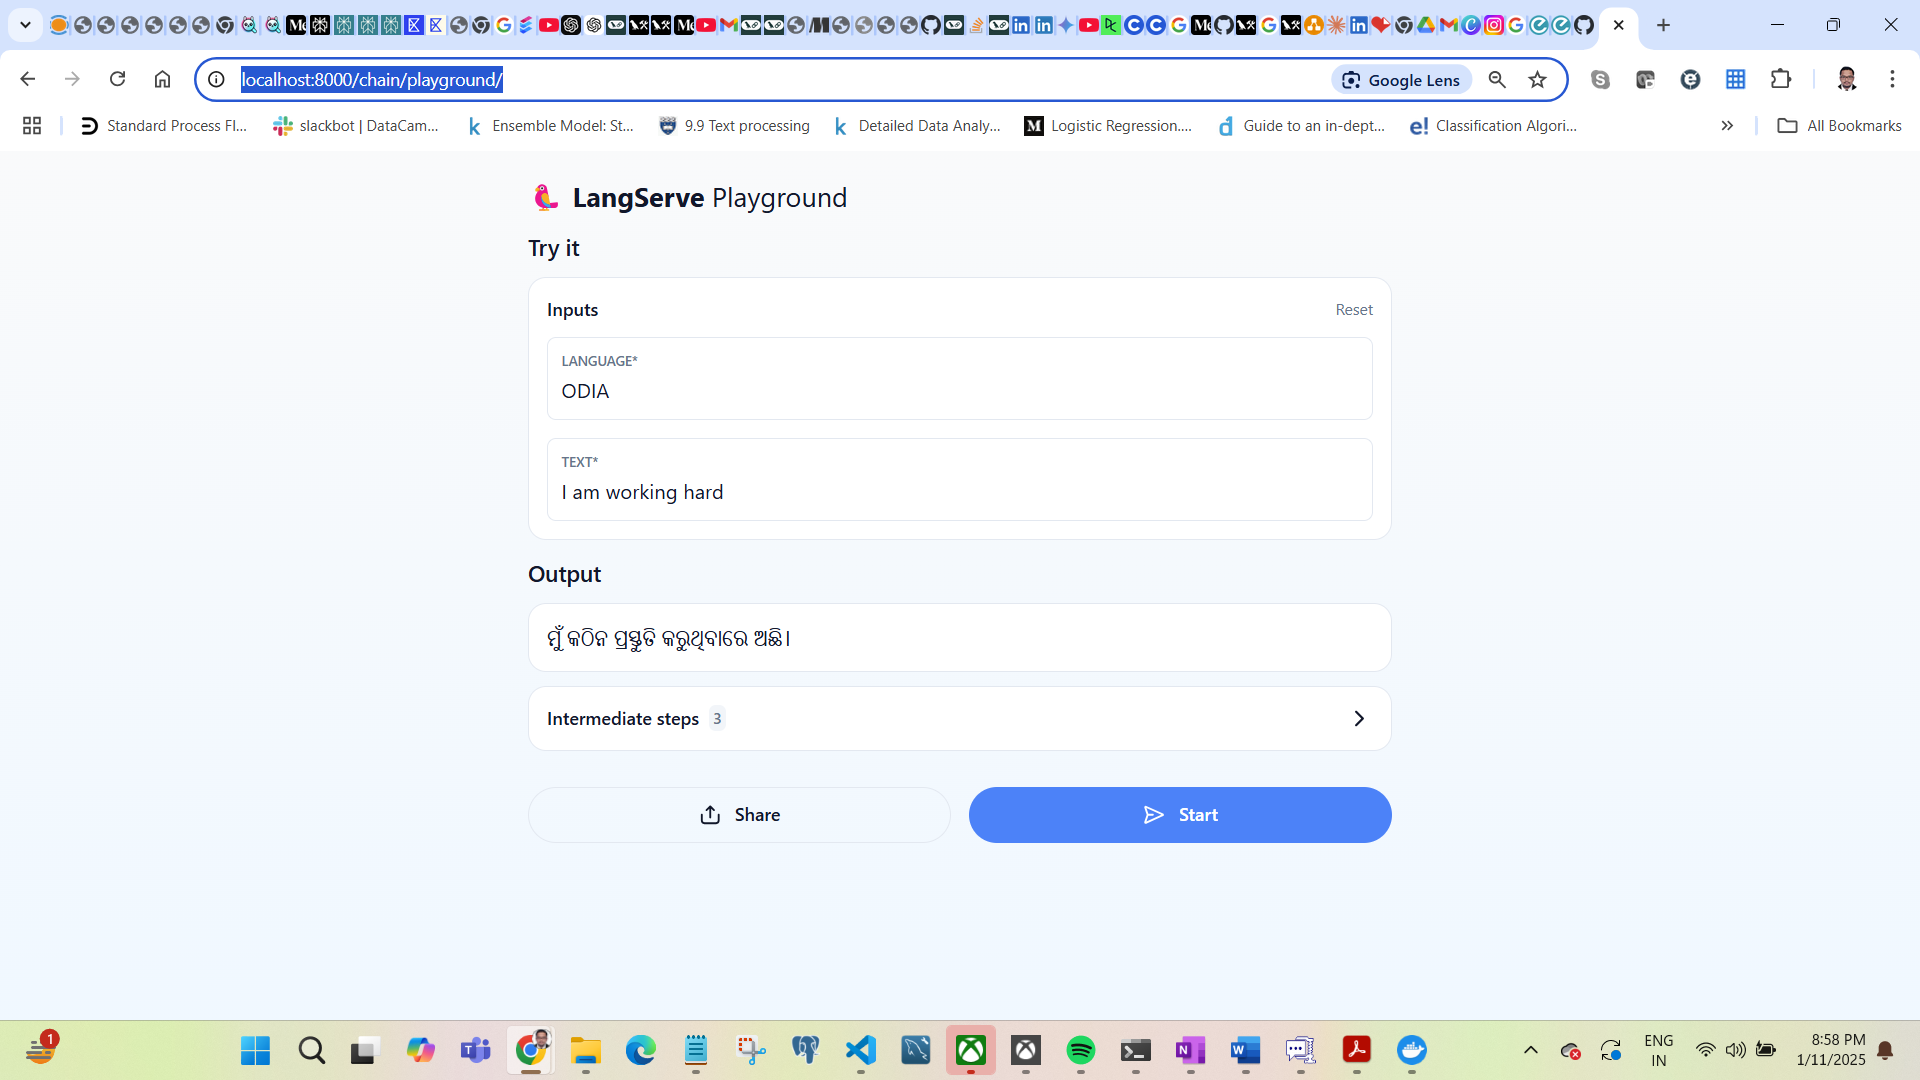 localhost:8000/chain/playground/
Google Lens
Standard Process Fl...
slackbot | DataCam...
Ensemble Model: St...
9.9 Text processing
Detailed Data Analy...
Logistic Regression....
Guide to an in-dept...
Classification Algori...
All Bookmarks
LangServe Playground
Try it
Inputs
Reset
LANGUAGE*
ODIA
TEXT*
I am working hard
Output
ମୁଁ କଠିନ ପ୍ରସ୍ତୁତି କରୁଥିବାରେ ଅଛି।
Intermediate steps 3
Share
Start
1
ENG
IN
8:58 PM
1/11/2025